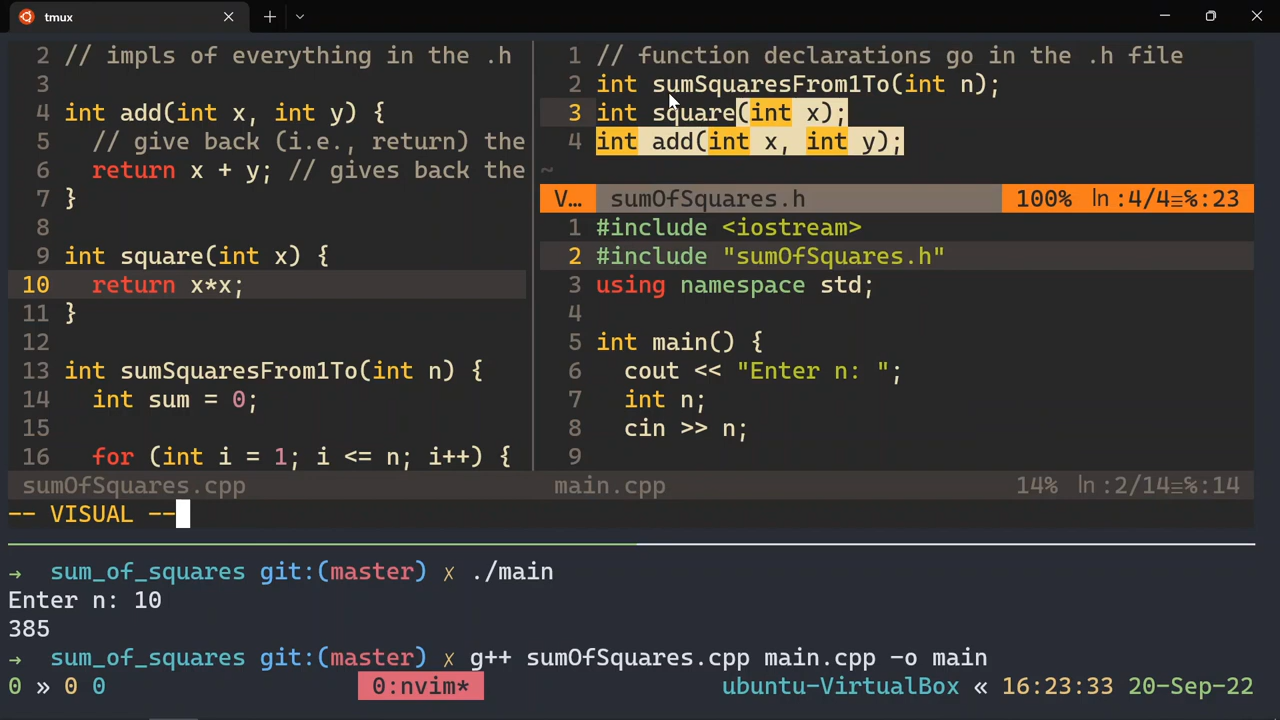 tmux
2 // impls of everything in the .h
3
4 int add(int x, int y) {
5 // give back (i.e., return) the
6 return x + y; // gives back the
7 }
8
9 int square(int x) {
10 return x*x;
11 }
12
13 int sumSquaresFrom1To(int n) {
14 int sum = 0;
15
16 for (int i = 1; i <= n; i++) {
sumOfSquares.cpp
1 // function declarations go in the .h file
2 int sumSquaresFrom1To(int n);
3 int square(int x);
4 int add(int x, int y);
~
V… sumOfSquares.h 100% ln :4/4≡℅:23
1 #include <iostream>
2 #include "sumOfSquares.h"
3 using namespace std;
4
5 int main() {
6 cout << "Enter n: ";
7 int n;
8 cin >> n;
9
main.cpp 14% ln :2/14≡℅:14
-- VISUAL --
→ sum_of_squares git:(master) ✗ ./main
Enter n: 10
385
→ sum_of_squares git:(master) ✗ g++ sumOfSquares.cpp main.cpp -o main
0 » 0 0 0:nvim* ubuntu-VirtualBox « 16:23:33 20-Sep-22